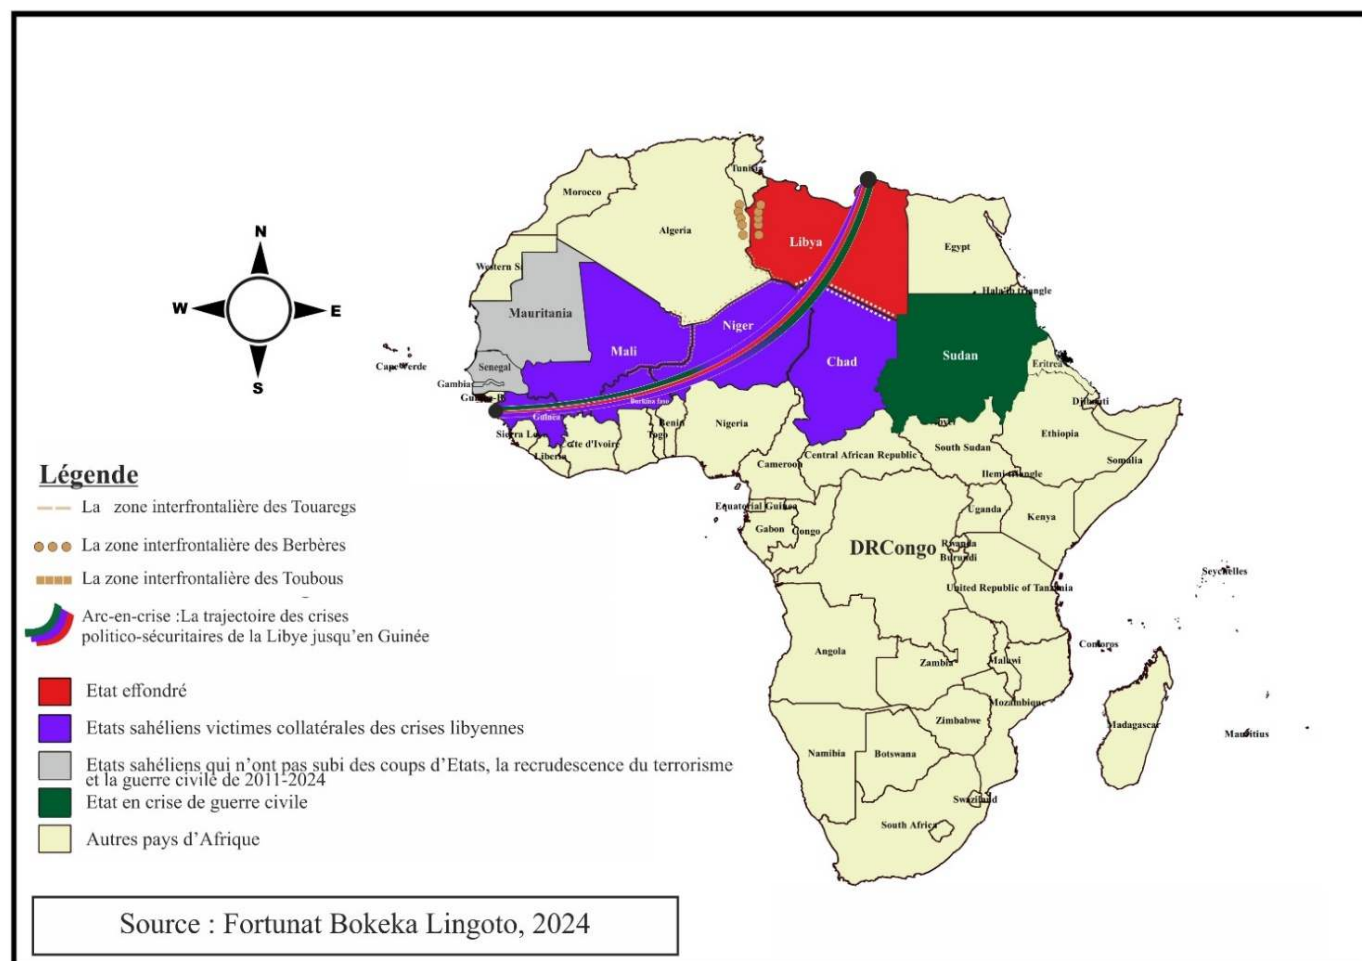 N
W
E
S
Tunisia
Morocco
Algeria
Libya
Egypt
Western S
Hala'ib triangle
Mauritania
Niger
Mali
Chad
Sudan
Cape Verde
Senegal
Eritrea
Gambia
Djibouti
Burkina faso
Guinée
Nigeria
Benin
Togo
Ethiopia
Sierra Leo
Côte d'Ivoire
South Sudan
Liberia
Central African Republic
Somalia
Cameroon
Ilemi triangle
Légende
Equatorial Guinea
Uganda
Kenya
Gabon
Congo
DRCongo
Rwanda
Burundi
Seychelles
United Republic of Tanzania
Comoros
Angola
Zambia
Malawi
Mozambique
Zimbabwe
Madagascar
Mauritius
Namibia
Botswana
Swaziland
South Africa
La zone interfrontalière des Touaregs
La zone interfrontalière des Berbères
La zone interfrontalière des Toubous
Arc-en-crise :La trajectoire des crises
politico-sécuritaires de la Libye jusqu'en Guinée
Etat effondré
Etats sahéliens victimes collatérales des crises libyennes
Etats sahéliens qui n'ont pas subi des coups d'Etats, la recrudescence du terrorisme
et la guerre civile de 2011-2024
Etat en crise de guerre civile
Autres pays d'Afrique
Source : Fortunat Bokeka Lingoto, 2024